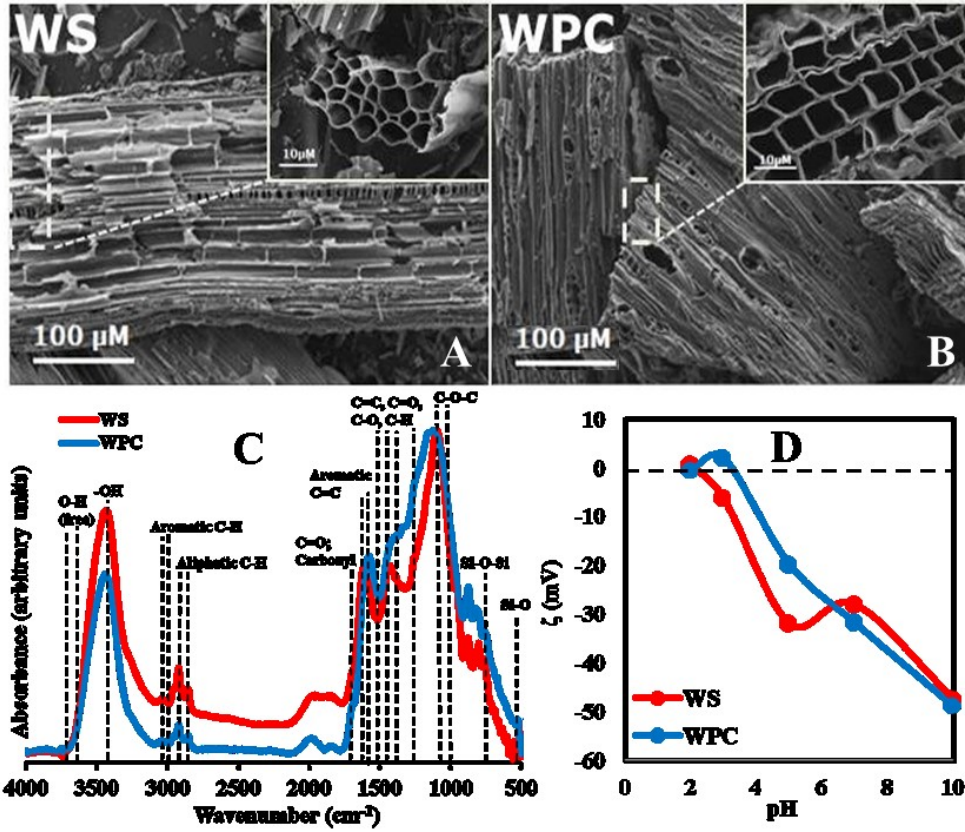 WS
10µM
100 µM
A
WPC
10µM
100 µM
B
WS
WPC
C
O-H
(free)
-OH
Aromatic C-H
Aliphatic C-H
C=O;
Carbonyl
Aromatic
C=C
C=C, C=O,
C-O, C-H
C-O-C
Si-O-Si
Si-O
Absorbance (arbitrary units)
4000 3500 3000 2500 2000 1500 1000 500
Wavenumber (cm-1)
D
10
0
-10
-20
-30
-40
-50
-60
ζ (mV)
WS
WPC
0 2 4 6 8 10
pH